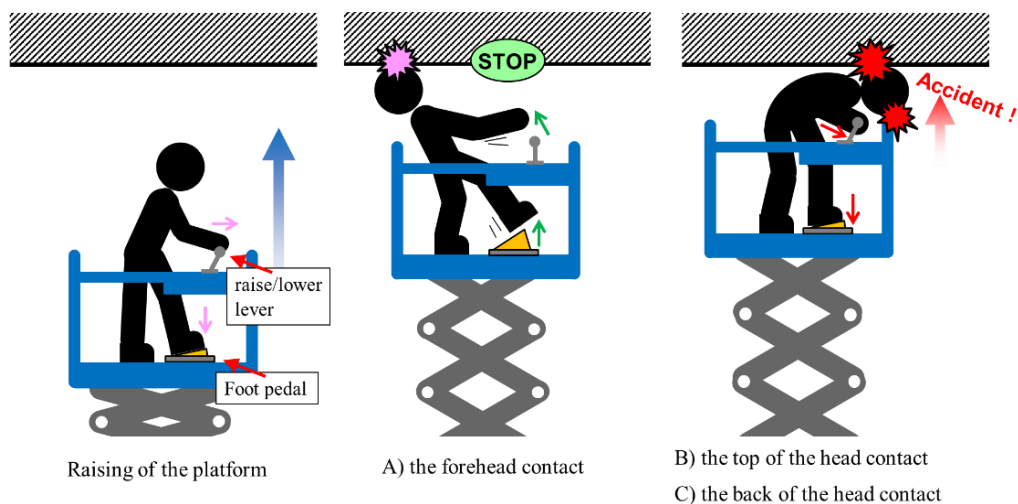 STOP
Accident !
raise/lower
lever
Foot pedal
Raising of the platform
A) the forehead contact
B) the top of the head contact
C) the back of the head contact